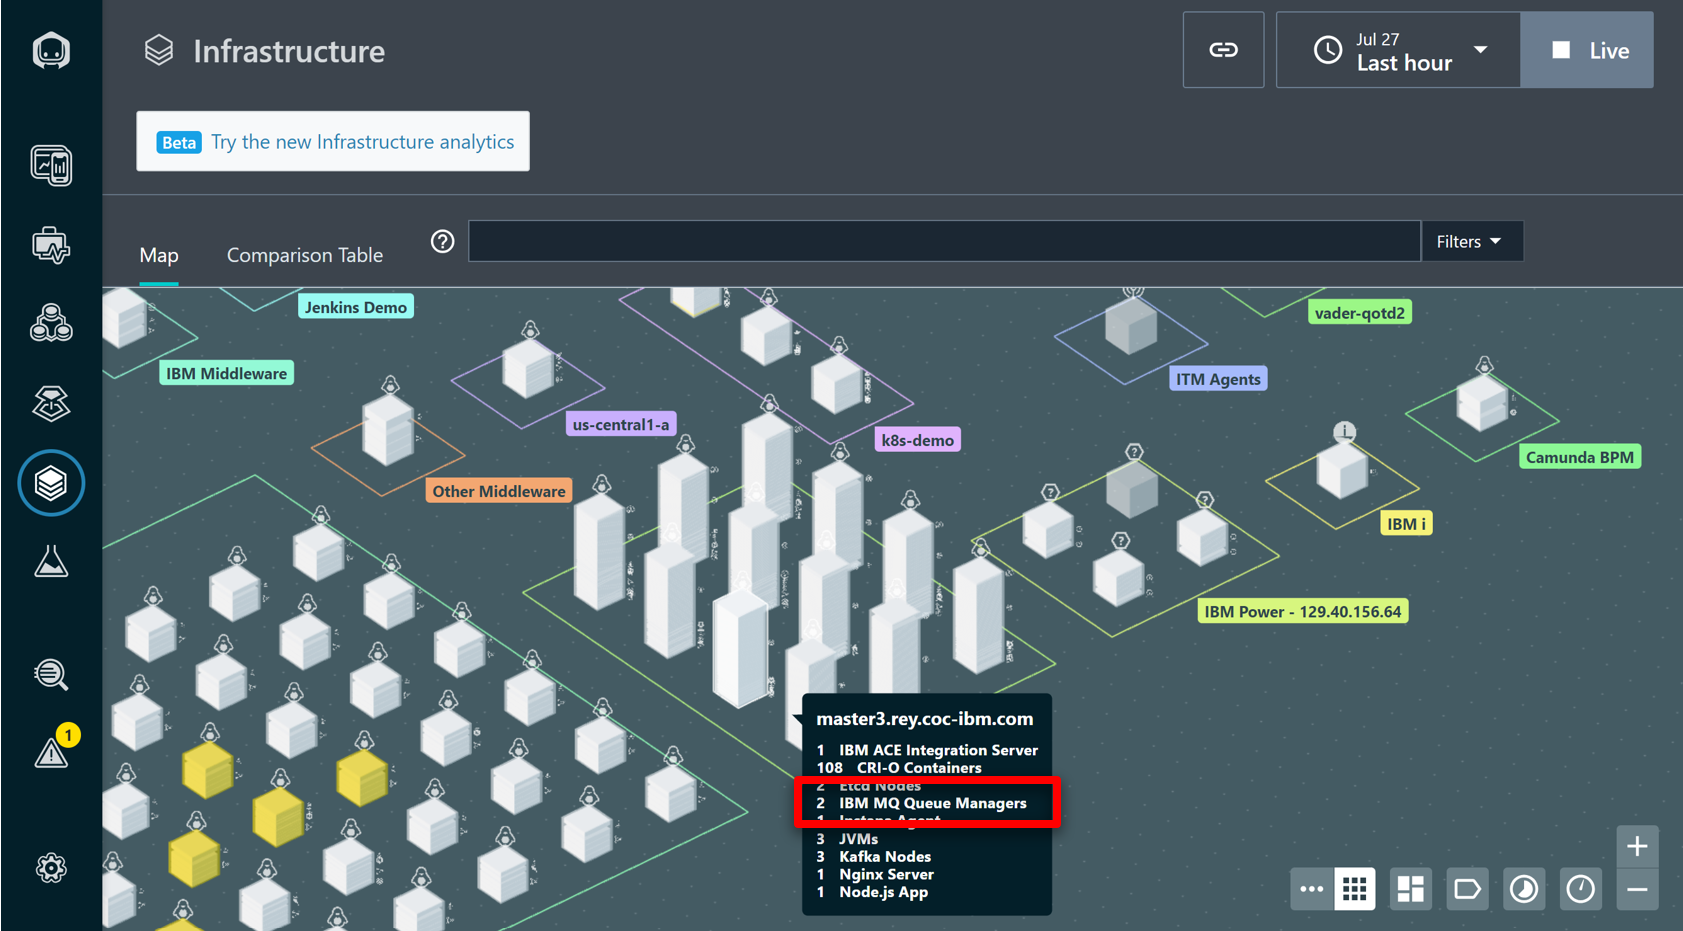 Infrastructure
Jul 27
Last hour
Live
Beta Try the new Infrastructure analytics
Map
Comparison Table
?
Filters
Jenkins Demo
vader-qotd2
IBM Middleware
ITM Agents
us-central1-a
k8s-demo
Camunda BPM
Other Middleware
IBM i
IBM Power - 129.40.156.64
1
master3.rey.coc-ibm.com
1 IBM ACE Integration Server
108 CRI-O Containers
2 Etcd Nodes
2 IBM MQ Queue Managers
1 Instana Agent
3 JVMs
3 Kafka Nodes
1 Nginx Server
1 Node.js App